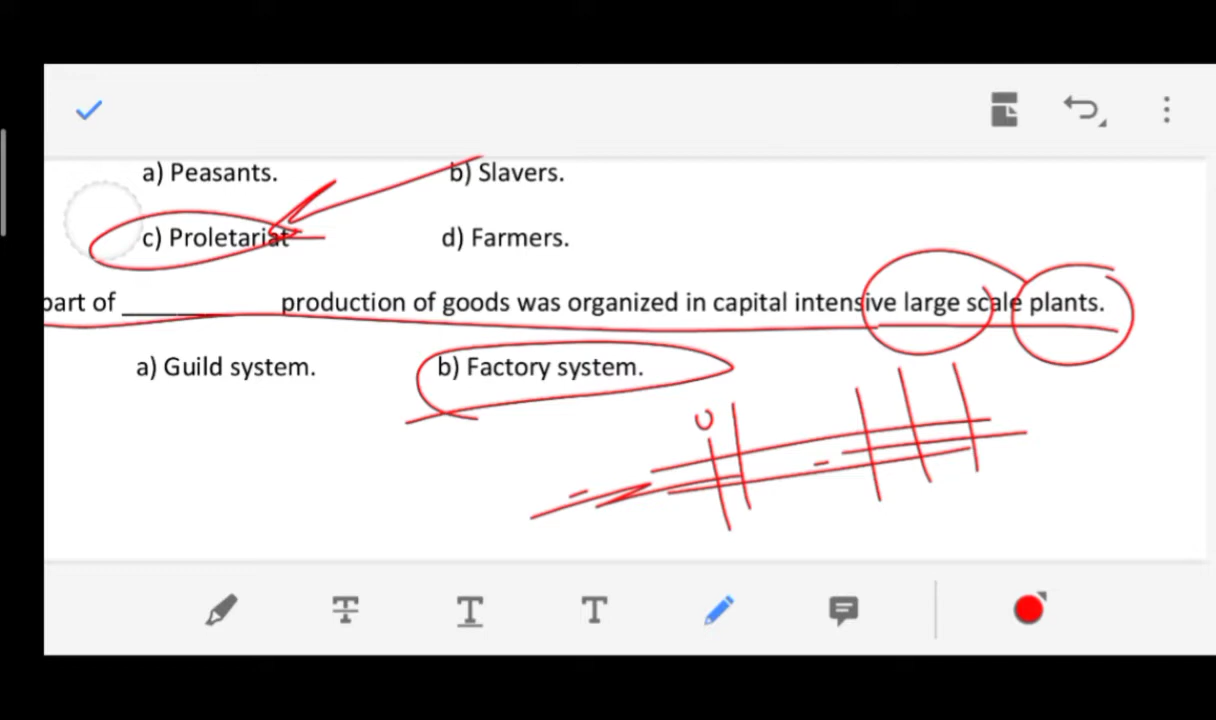 a) Peasants. b) Slavers.
c) Proletariat d) Farmers.
part of __________ production of goods was organized in capital intensive large scale plants.
a) Guild system. b) Factory system.